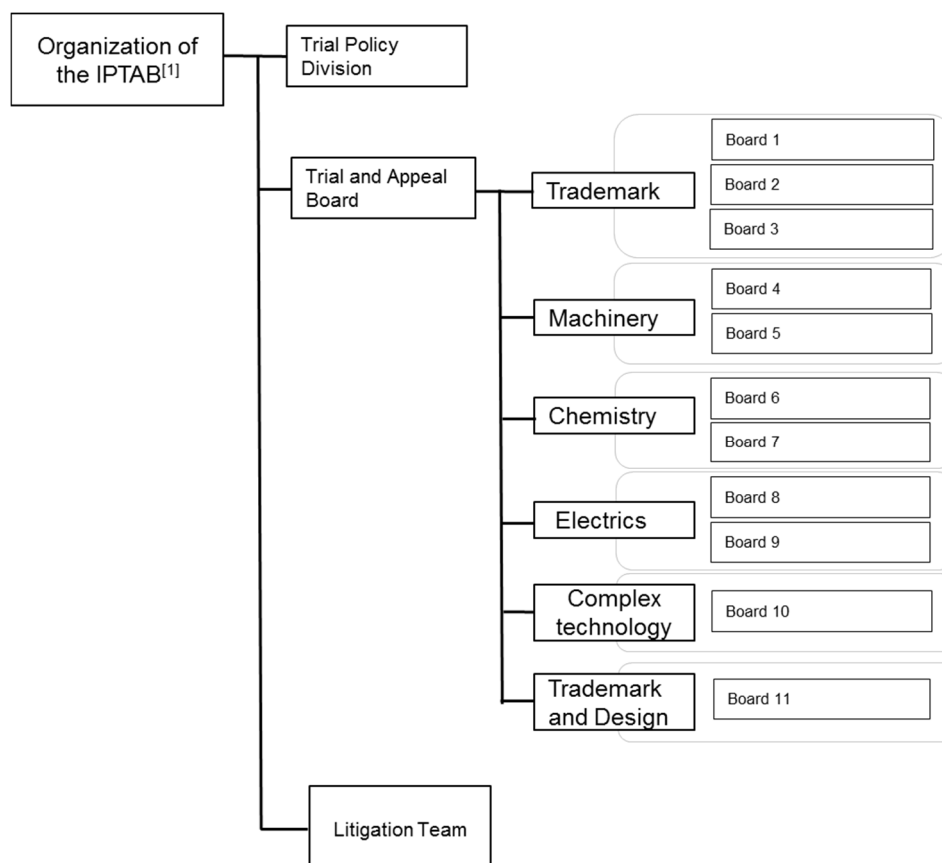 Organization of
the IPTAB[1]
Trial Policy
Division
Trial and Appeal
Board
Trademark
Board 1
Board 2
Board 3
Machinery
Board 4
Board 5
Chemistry
Board 6
Board 7
Electrics
Board 8
Board 9
Complex
technology
Board 10
Trademark
and Design
Board 11
Litigation Team